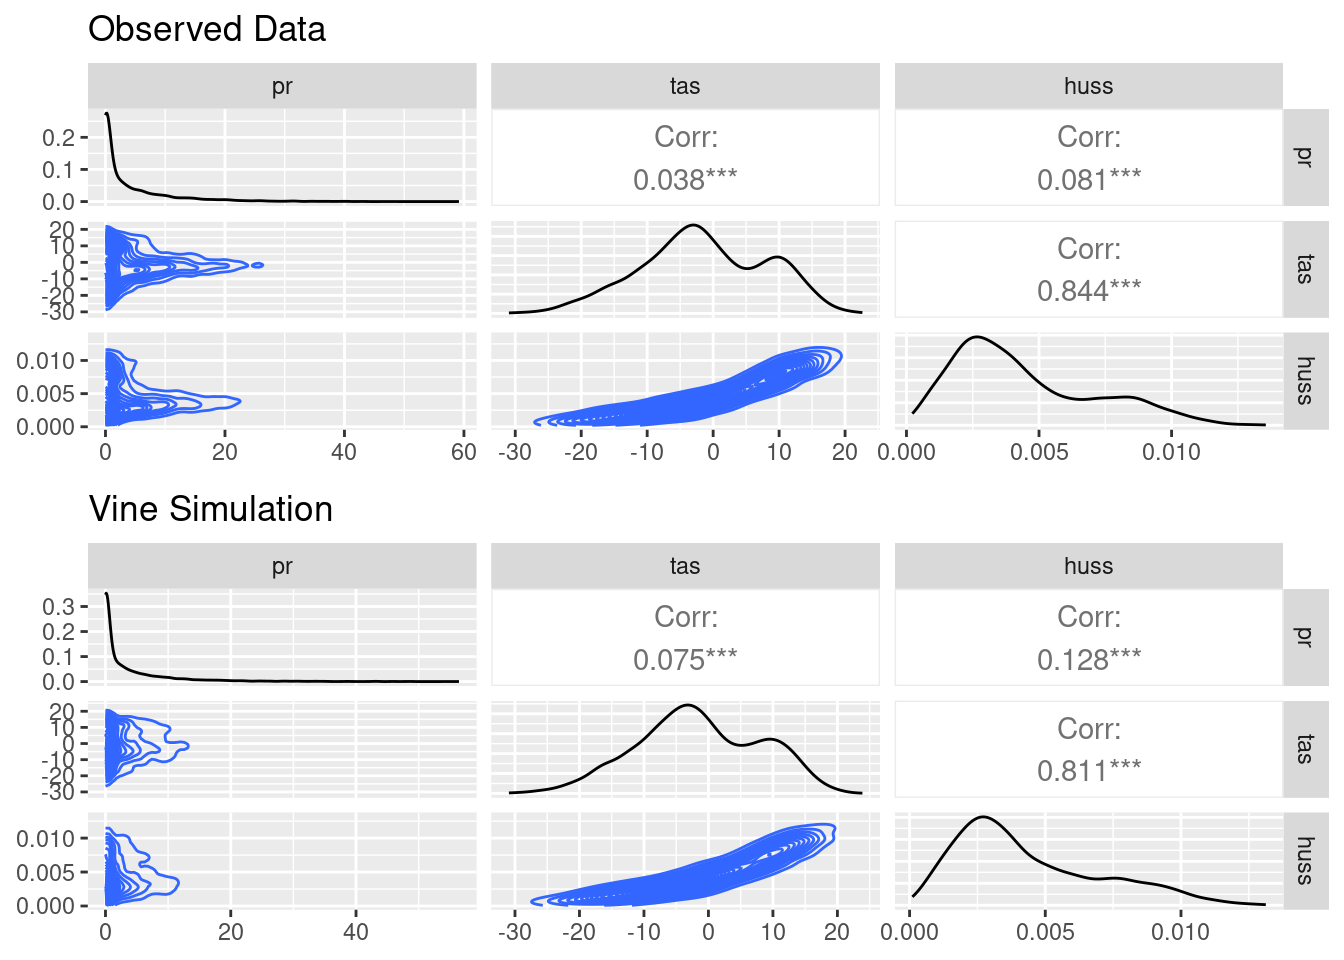 Observed Data
pr tas huss
0.2
0.1
0.0
Corr:
0.038***
Corr:
0.081***
pr
20
10
0
-10
-20
-30
Corr:
0.844***
tas
0.010
0.005
0.000
huss
0 20 40 60 -30 -20 -10 0 10 20 0.000 0.005 0.010
Vine Simulation
pr tas huss
0.3
0.2
0.1
0.0
Corr:
0.075***
Corr:
0.128***
pr
20
10
0
-10
-20
-30
Corr:
0.811***
tas
0.010
0.005
0.000
huss
0 20 40 -30 -20 -10 0 10 20 0.000 0.005 0.010